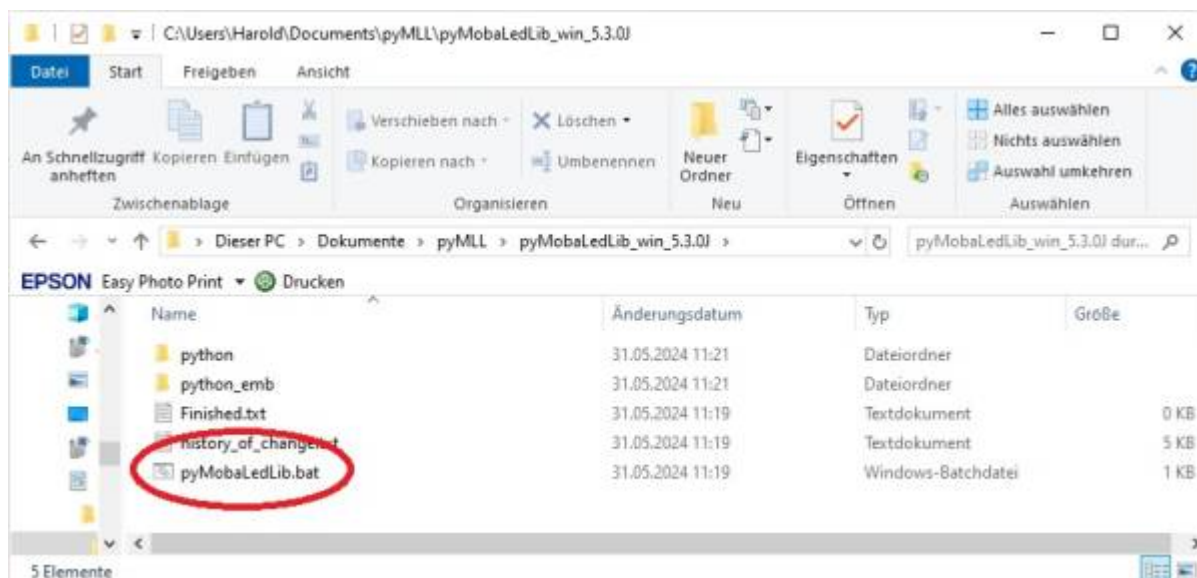 C:\Users\Harold\Documents\pyMLL\pyMobaLedLib_win_5.3.0J
Datei Start Freigeben Ansicht
An Schnellzugriff anheften
Kopieren
Einfügen
Verschieben nach
Kopieren nach
Löschen
Umbenennen
Neuer Ordner
Eigenschaften
Alles auswählen
Nichts auswählen
Auswahl umkehren
Zwischenablage Organisieren Neu Öffnen Auswählen
Dieser PC > Dokumente > pyMLL > pyMobaLedLib_win_5.3.0J > pyMobaLedLib_win_5.3.0J dur...
EPSON Easy Photo Print Drucken
Name Änderungsdatum Typ Größe
python 31.05.2024 11:21 Dateiordner
python_emb 31.05.2024 11:21 Dateiordner
Finished.txt 31.05.2024 11:19 Textdokument 0 KB
31.05.2024 11:19 Textdokument 5 KB
pyMobaLedLib.bat 31.05.2024 11:19 Windows-Batchdatei 1 KB
5 Elemente